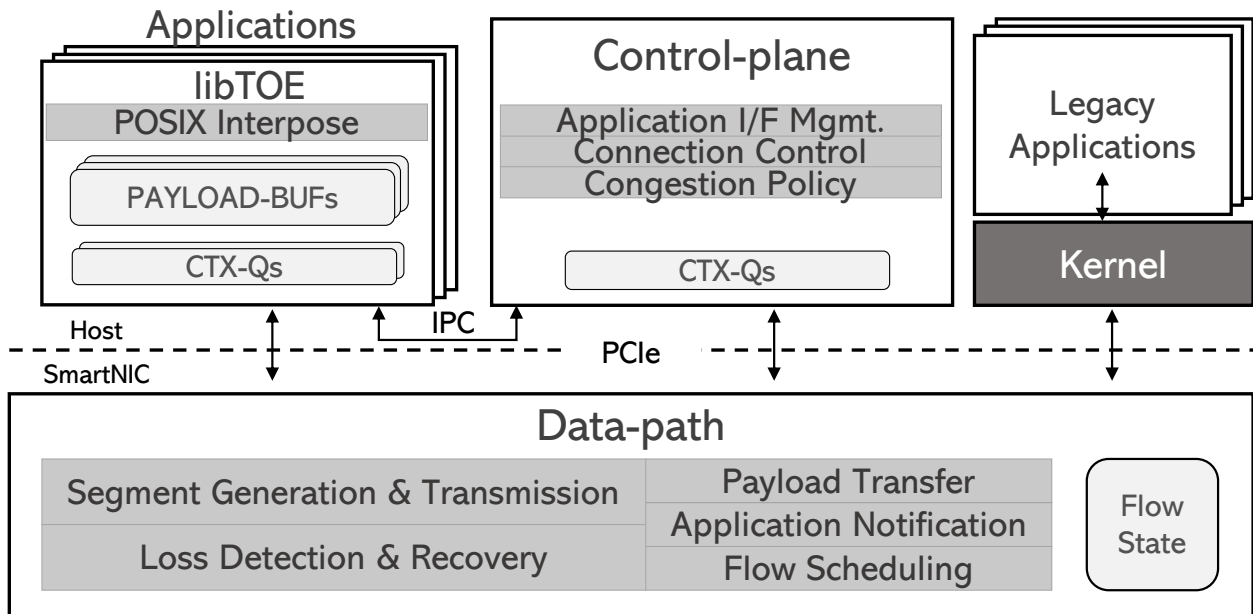 Applications
libTOE
POSIX Interpose
PAYLOAD-BUFs
CTX-Qs
Control-plane
Application I/F Mgmt.
Connection Control
Congestion Policy
CTX-Qs
Legacy
Applications
Kernel
IPC
Host
PCIe
SmartNIC
Data-path
Segment Generation & Transmission
Loss Detection & Recovery
Payload Transfer
Application Notification
Flow Scheduling
Flow
State